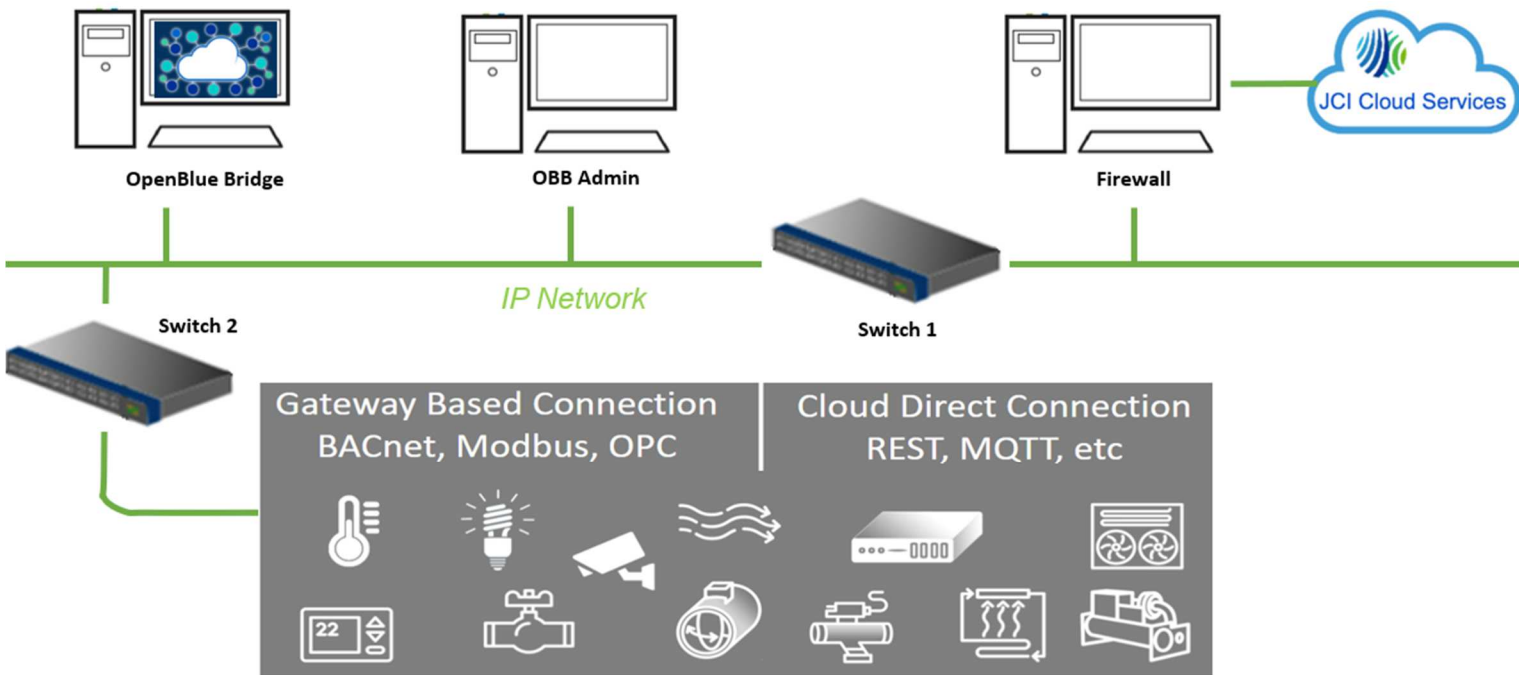 JCI Cloud Services
OpenBlue Bridge
OBB Admin
Firewall
IP Network
Switch 2
Switch 1
Gateway Based Connection
BACnet, Modbus, OPC
Cloud Direct Connection
REST, MQTT, etc
22